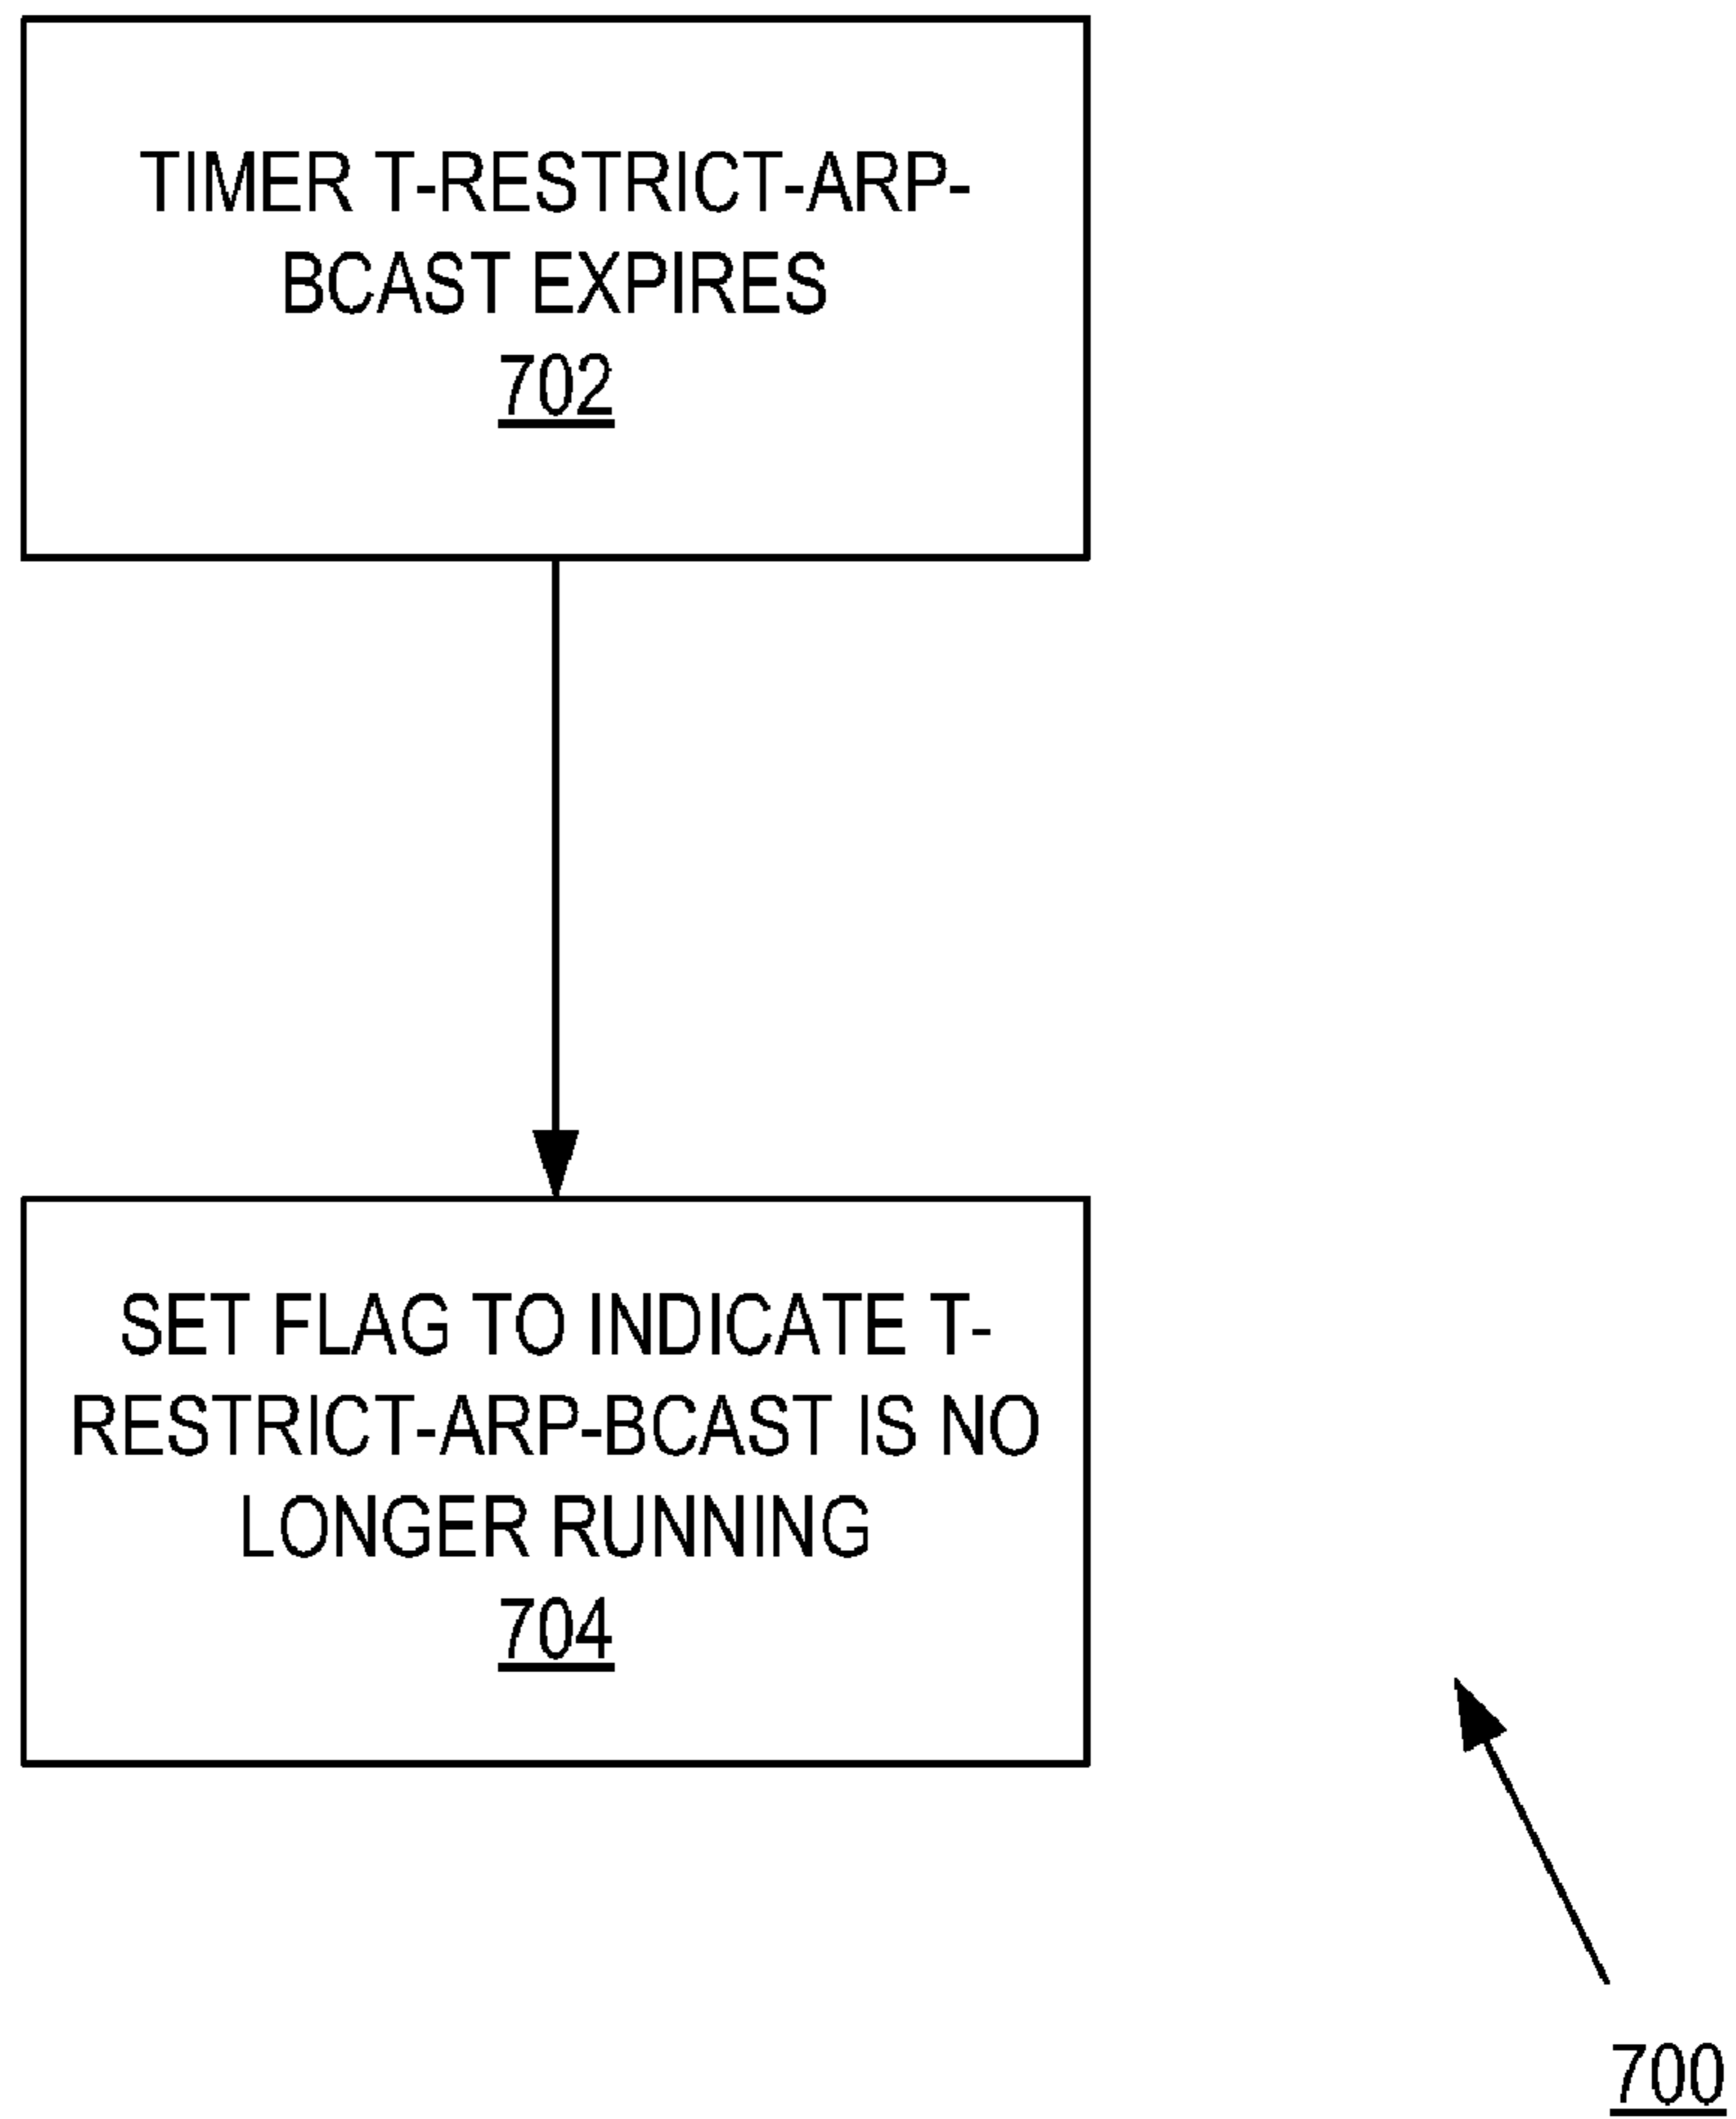 TIMER T-RESTRICT-ARP-
BCAST EXPIRES
702
SET FLAG TO INDICATE T-
RESTRICT-ARP-BCAST IS NO
LONGER RUNNING
704
700